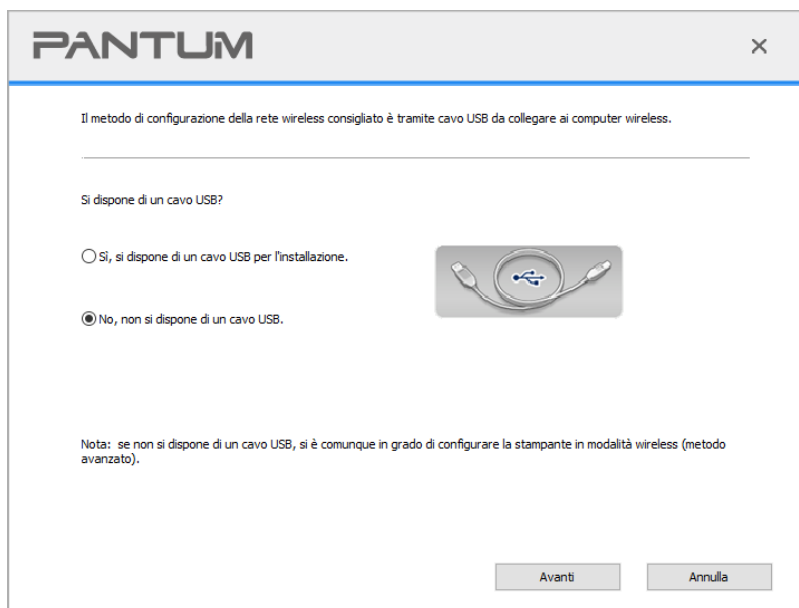 PANTUM
Il metodo di configurazione della rete wireless consigliato è tramite cavo USB da collegare ai computer wireless.
Si dispone di un cavo USB?
Sì, si dispone di un cavo USB per l'installazione.
No, non si dispone di un cavo USB.
Nota: se non si dispone di un cavo USB, si è comunque in grado di configurare la stampante in modalità wireless (metodo
avanzato).
Avanti
Annulla